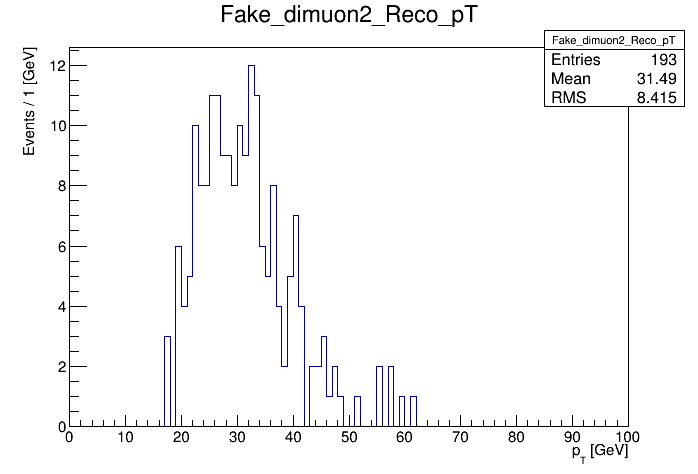 Fake_dimuon2_Reco_pT
Fake_dimuon2_Reco_pT
Entries 193
Mean 31.49
RMS 8.415
Events / 1 [GeV]
12
10
8
6
4
2
0
0 10 20 30 40 50 60 70 80 90 100
p_T [GeV]